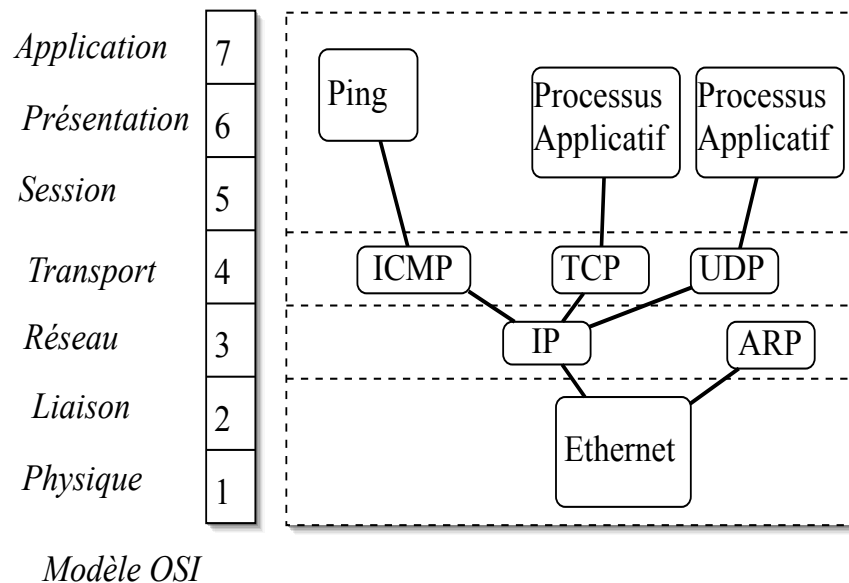 Application 7
Présentation 6
Session 5
Transport 4
Réseau 3
Liaison 2
Physique 1
Modèle OSI
Ping
Processus
Applicatif
Processus
Applicatif
ICMP
TCP
UDP
IP
ARP
Ethernet